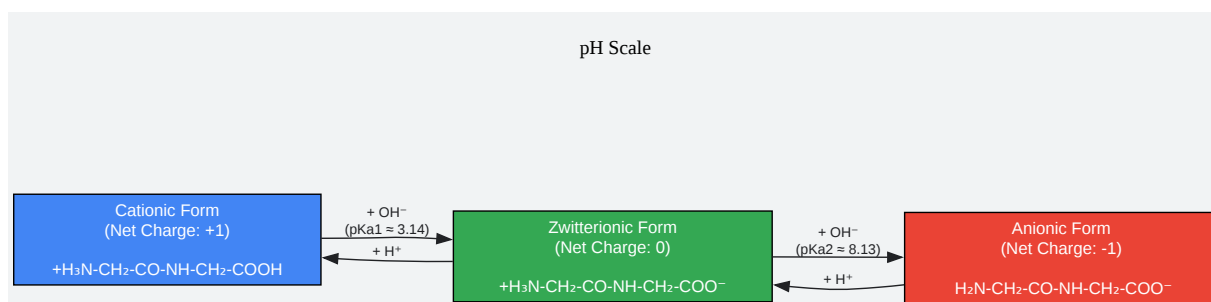 pH Scale
Cationic Form
(Net Charge: +1)
+H₃N-CH₂-CO-NH-CH₂-COOH
+ OH⁻
(pKa1 ≈ 3.14)
+ H⁺
Zwitterionic Form
(Net Charge: 0)
+H₃N-CH₂-CO-NH-CH₂-COO⁻
+ OH⁻
(pKa2 ≈ 8.13)
+ H⁺
Anionic Form
(Net Charge: -1)
H₂N-CH₂-CO-NH-CH₂-COO⁻